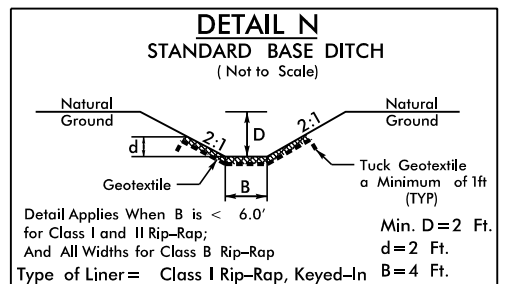 DETAIL N
STANDARD BASE DITCH
( Not to Scale)
Natural
Ground
Natural
Ground
2:1
D
2:1
d
Geotextile
B
Tuck Geotextile
a Minimum of 1ft
(TYP)
Detail Applies When B is < 6.0'
for Class I and II Rip-Rap;
And All Widths for Class B Rip-Rap
Min. D=2 Ft.
d=2 Ft.
B=4 Ft.
Type of Liner= Class I Rip-Rap, Keyed-In